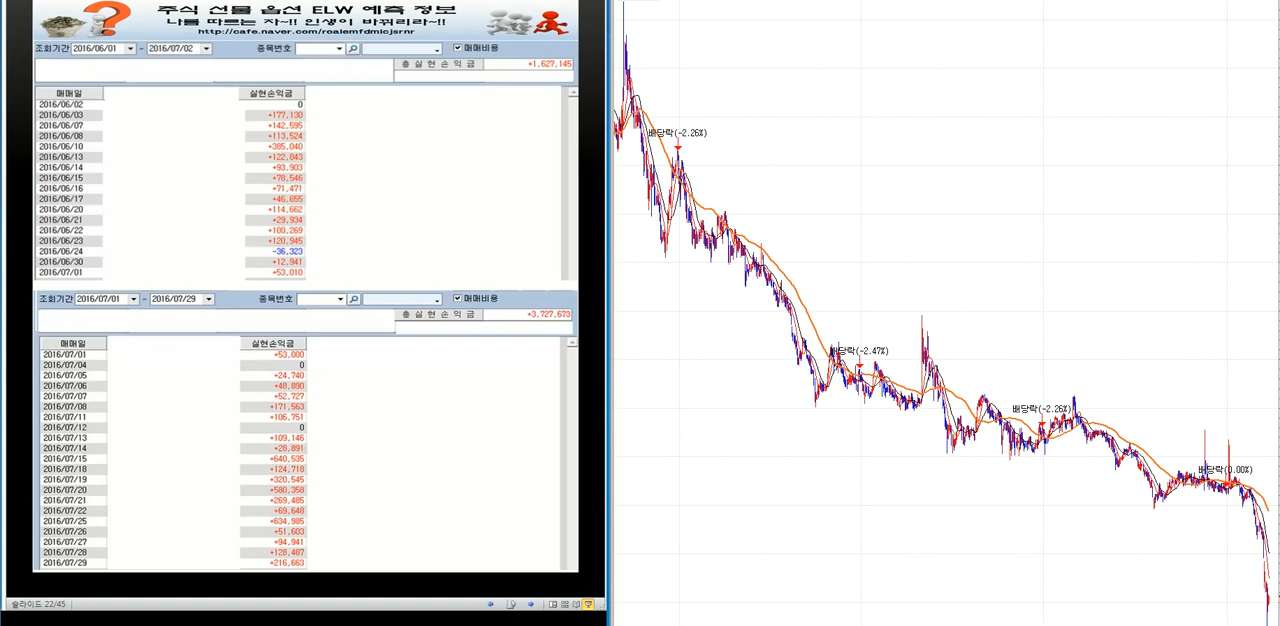 주식 선물 옵션 ELW 예측 정보
나를 따르는 자~!! 인생이 바뀌리라~!!
http://cafe.naver.com/roalemfdmlcjsrnr
조회기간 2016/06/01 ~ 2016/07/02 종목번호 매매비용
총 실 현 손 익 금 +1,627,145
매매일 실현손익금
2016/06/02 0
2016/06/03 +177,130
2016/06/07 +142,595
2016/06/08 +113,524
2016/06/10 +385,040
2016/06/13 +122,843
2016/06/14 +93,903
2016/06/15 +78,546
2016/06/16 +71,471
2016/06/17 +46,655
2016/06/20 +114,662
2016/06/21 +29,934
2016/06/22 +100,269
2016/06/23 +120,945
2016/06/24 -36,323
2016/06/30 +12,941
2016/07/01 +53,010
조회기간 2016/07/01 ~ 2016/07/29 종목번호 매매비용
총 실 현 손 익 금 +3,727,673
매매일 실현손익금
2016/07/01 +53,000
2016/07/04 0
2016/07/05 +24,740
2016/07/06 +48,890
2016/07/07 +52,727
2016/07/08 +171,563
2016/07/11 +106,751
2016/07/12 0
2016/07/13 +109,146
2016/07/14 +28,891
2016/07/15 +640,535
2016/07/18 +124,718
2016/07/19 +320,545
2016/07/20 +580,358
2016/07/21 +269,485
2016/07/22 +69,648
2016/07/25 +634,985
2016/07/26 +51,603
2016/07/27 +94,941
2016/07/28 +128,487
2016/07/29 +216,663
슬라이드 22/45
배당락(-2.26%)
배당락(-2.47%)
배당락(-2.26%)
배당락(0.00%)